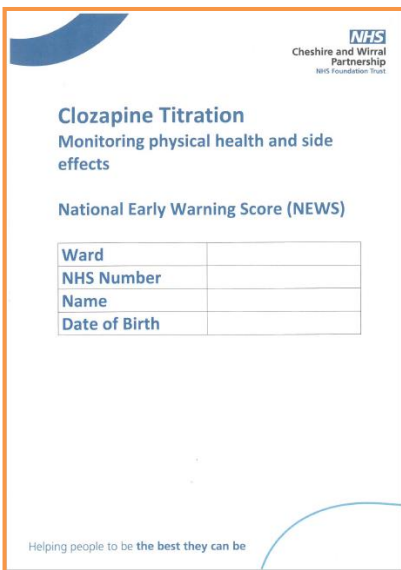 NHS
Cheshire and Wirral
Partnership
NHS Foundation Trust
Clozapine Titration
Monitoring physical health and side
effects
National Early Warning Score (NEWS)
Ward
NHS Number
Name
Date of Birth
Helping people to be the best they can be